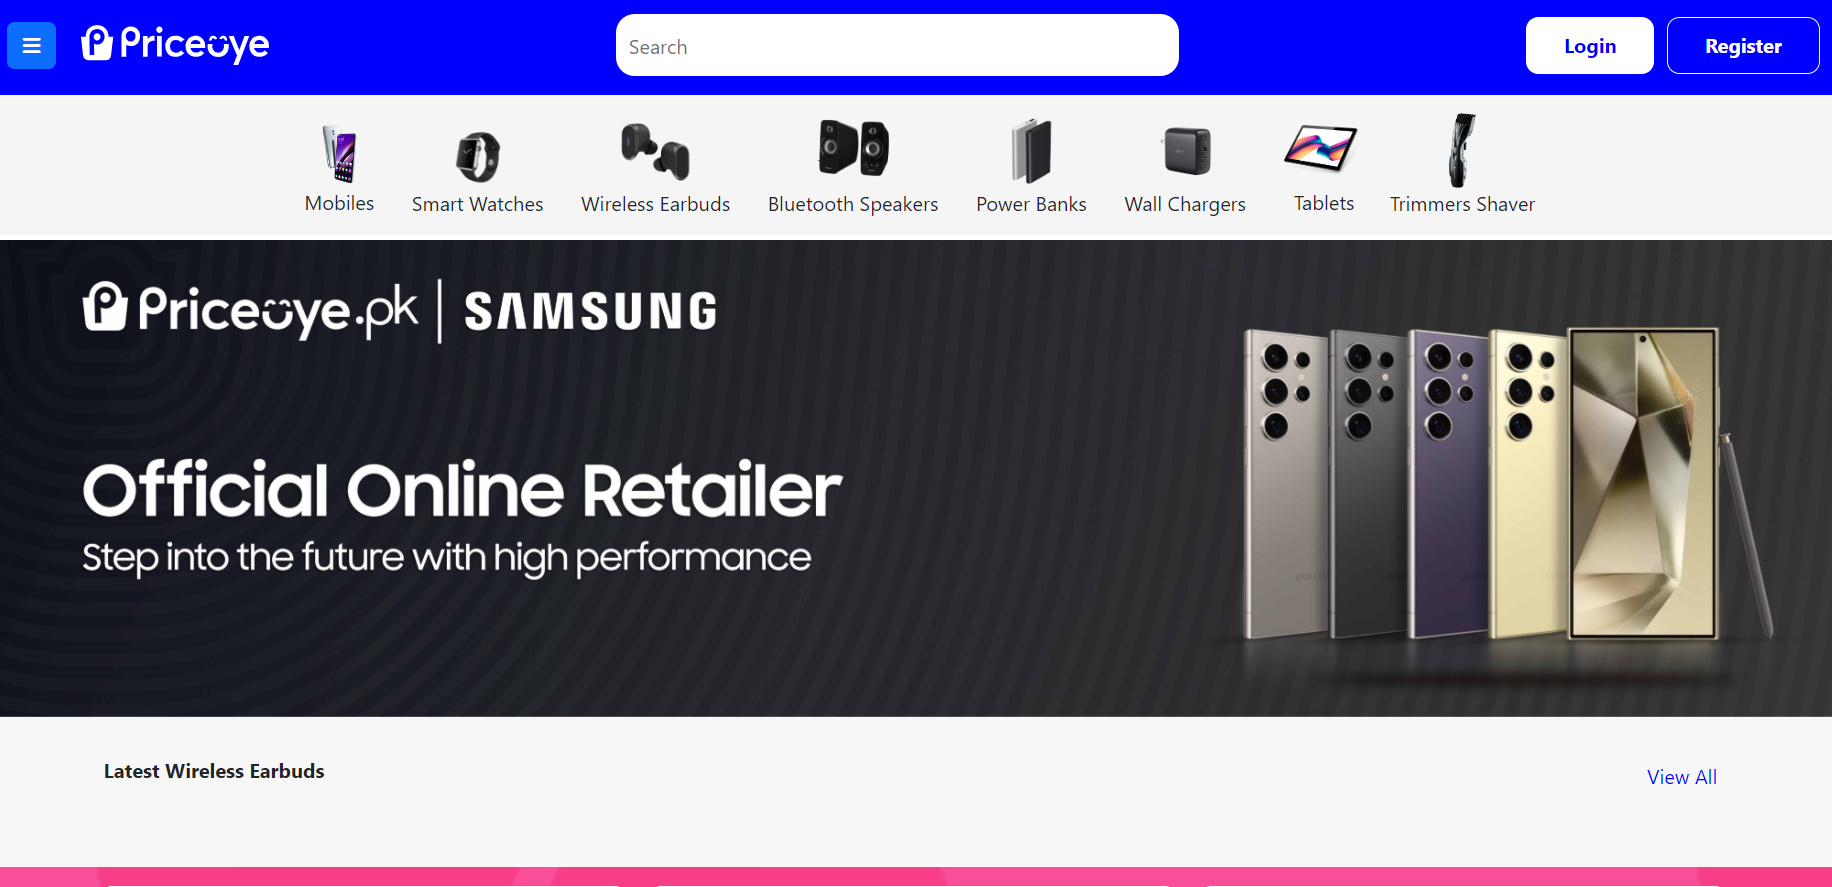 Priceoye
Search
Login
Register
Mobiles
Smart Watches
Wireless Earbuds
Bluetooth Speakers
Power Banks
Wall Chargers
Tablets
Trimmers Shaver
Priceoye.pk | SAMSUNG
Official Online Retailer
Step into the future with high performance
Latest Wireless Earbuds
View All